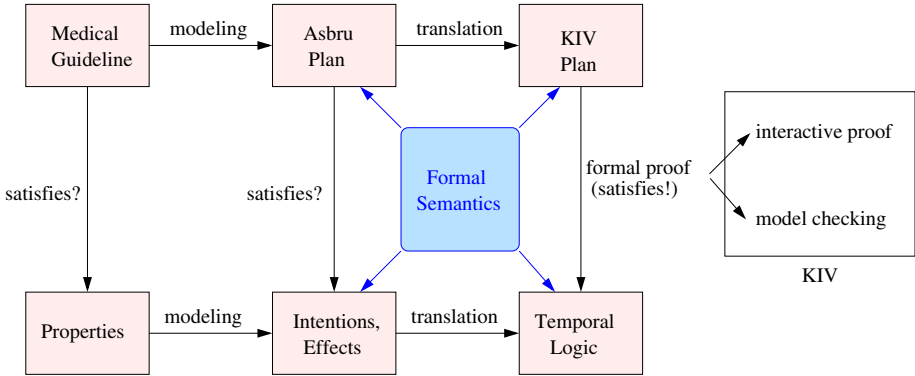 Medical
Guideline
modeling
Asbru
Plan
translation
KIV
Plan
satisfies?
satisfies?
Formal
Semantics
formal proof
(satisfies!)
interactive proof
model checking
KIV
Properties
modeling
Intentions,
Effects
translation
Temporal
Logic